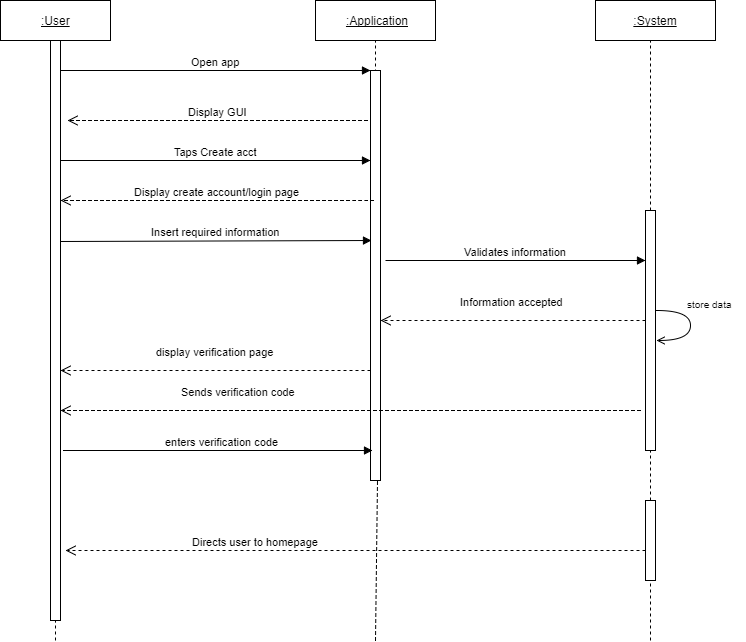 :User
:Application
:System
Open app
Display GUI
Taps Create acct
Display create account/login page
Insert required information
Validates information
Information accepted
store data
display verification page
Sends verification code
enters verification code
Directs user to homepage